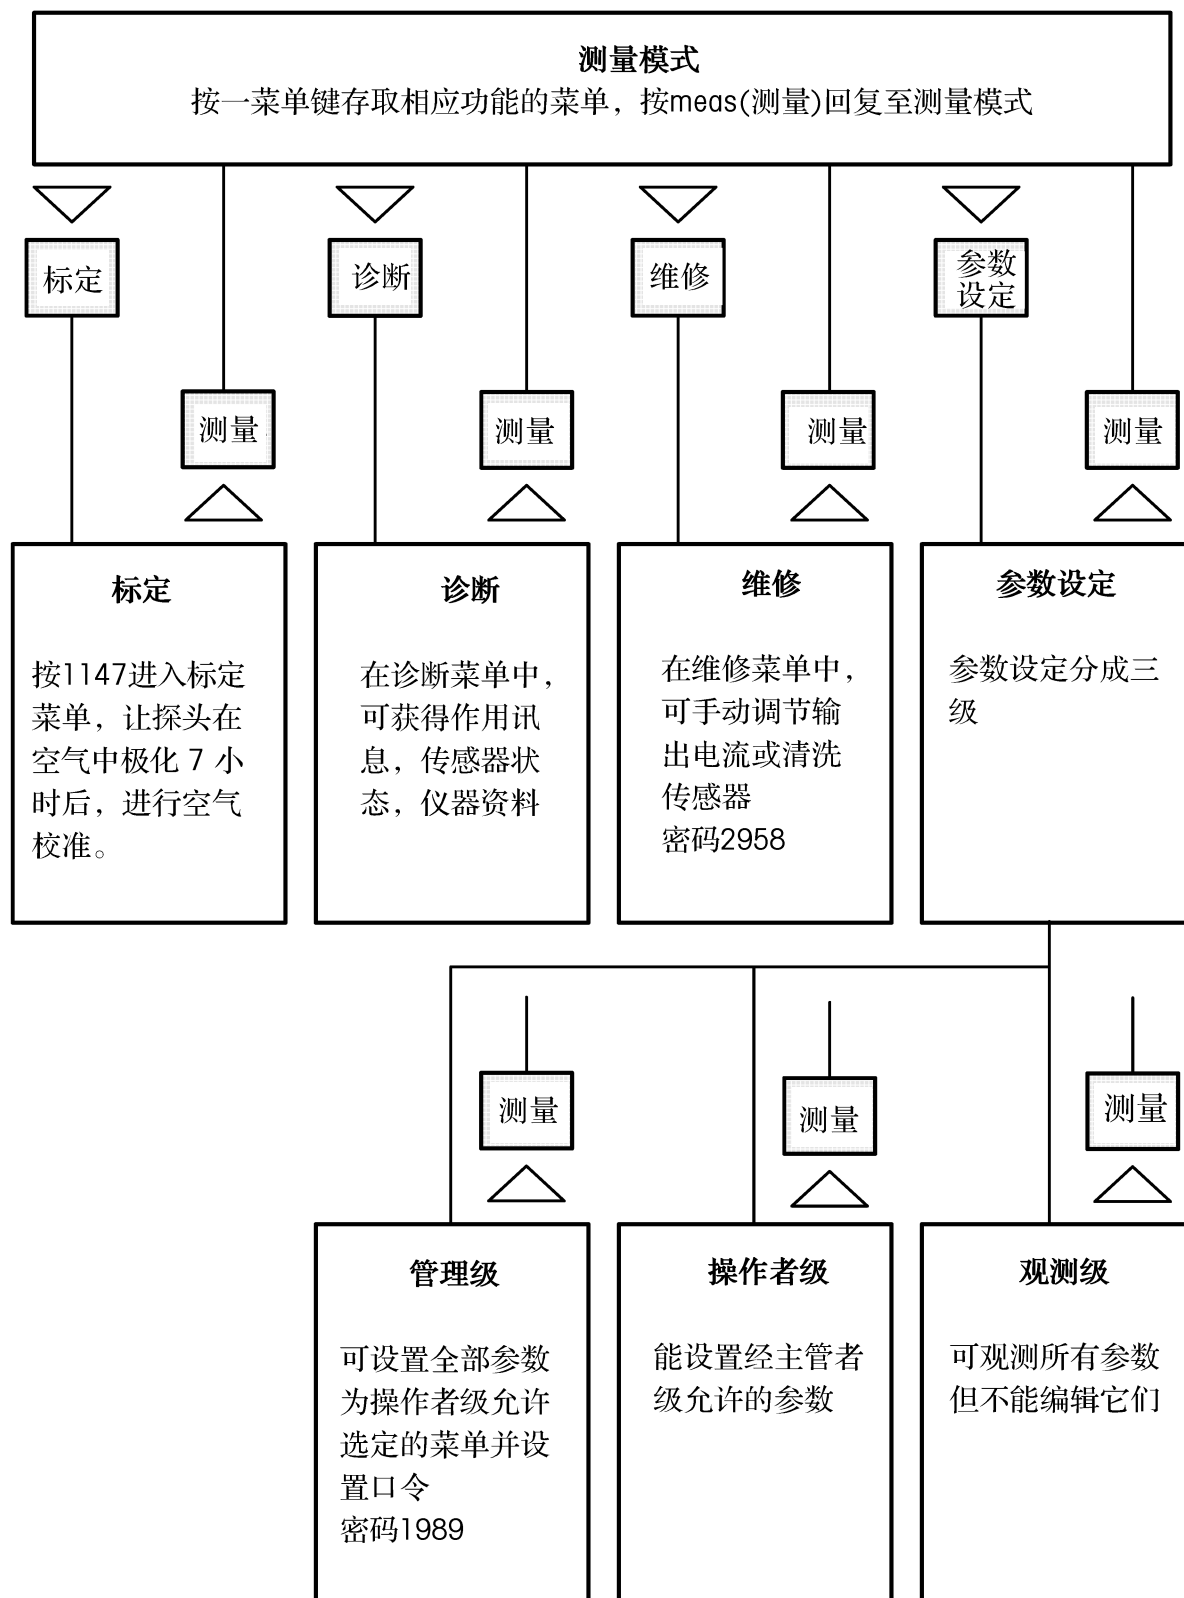 测量模式
按一菜单键存取相应功能的菜单，按meas(测量)回复至测量模式
标定
诊断
维修
参数
设定
测量
测量
测量
测量
标定
按1147进入标定
菜单，让探头在
空气中极化 7 小
时后，进行空气
校准。
诊断
在诊断菜单中，
可获得作用讯
息，传感器状
态，仪器资料
维修
在维修菜单中，
可手动调节输
出电流或清洗
传感器
密码2958
参数设定
参数设定分成三
级
测量
测量
测量
管理级
可设置全部参数
为操作者级允许
选定的菜单并设
置口令
密码1989
操作者级
能设置经主管者
级允许的参数
观测级
可观测所有参数
但不能编辑它们